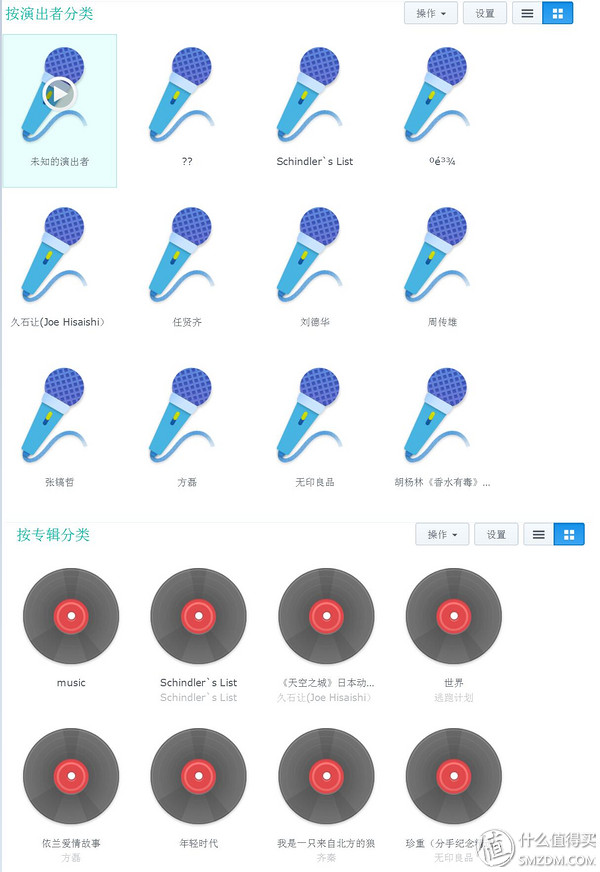 按演出者分类
操作 设置
未知的演出者 ?? Schindler`s List ºé³³¾
久石让(Joe Hisaishi） 任贤齐 刘德华 周传雄
张镐哲 方磊 无印良品 胡杨林《香水有毒》...
按专辑分类
操作 设置
music Schindler`s List 《天空之城》日本动... 世界
Schindler`s List 久石让(Joe Hisaishi） 逃跑计划
依兰爱情故事 年轻时代 我是一只来自北方的狼 珍重（分手纪念
方磊 齐秦 无印良品
值 什么值得买
SMZDM.COM